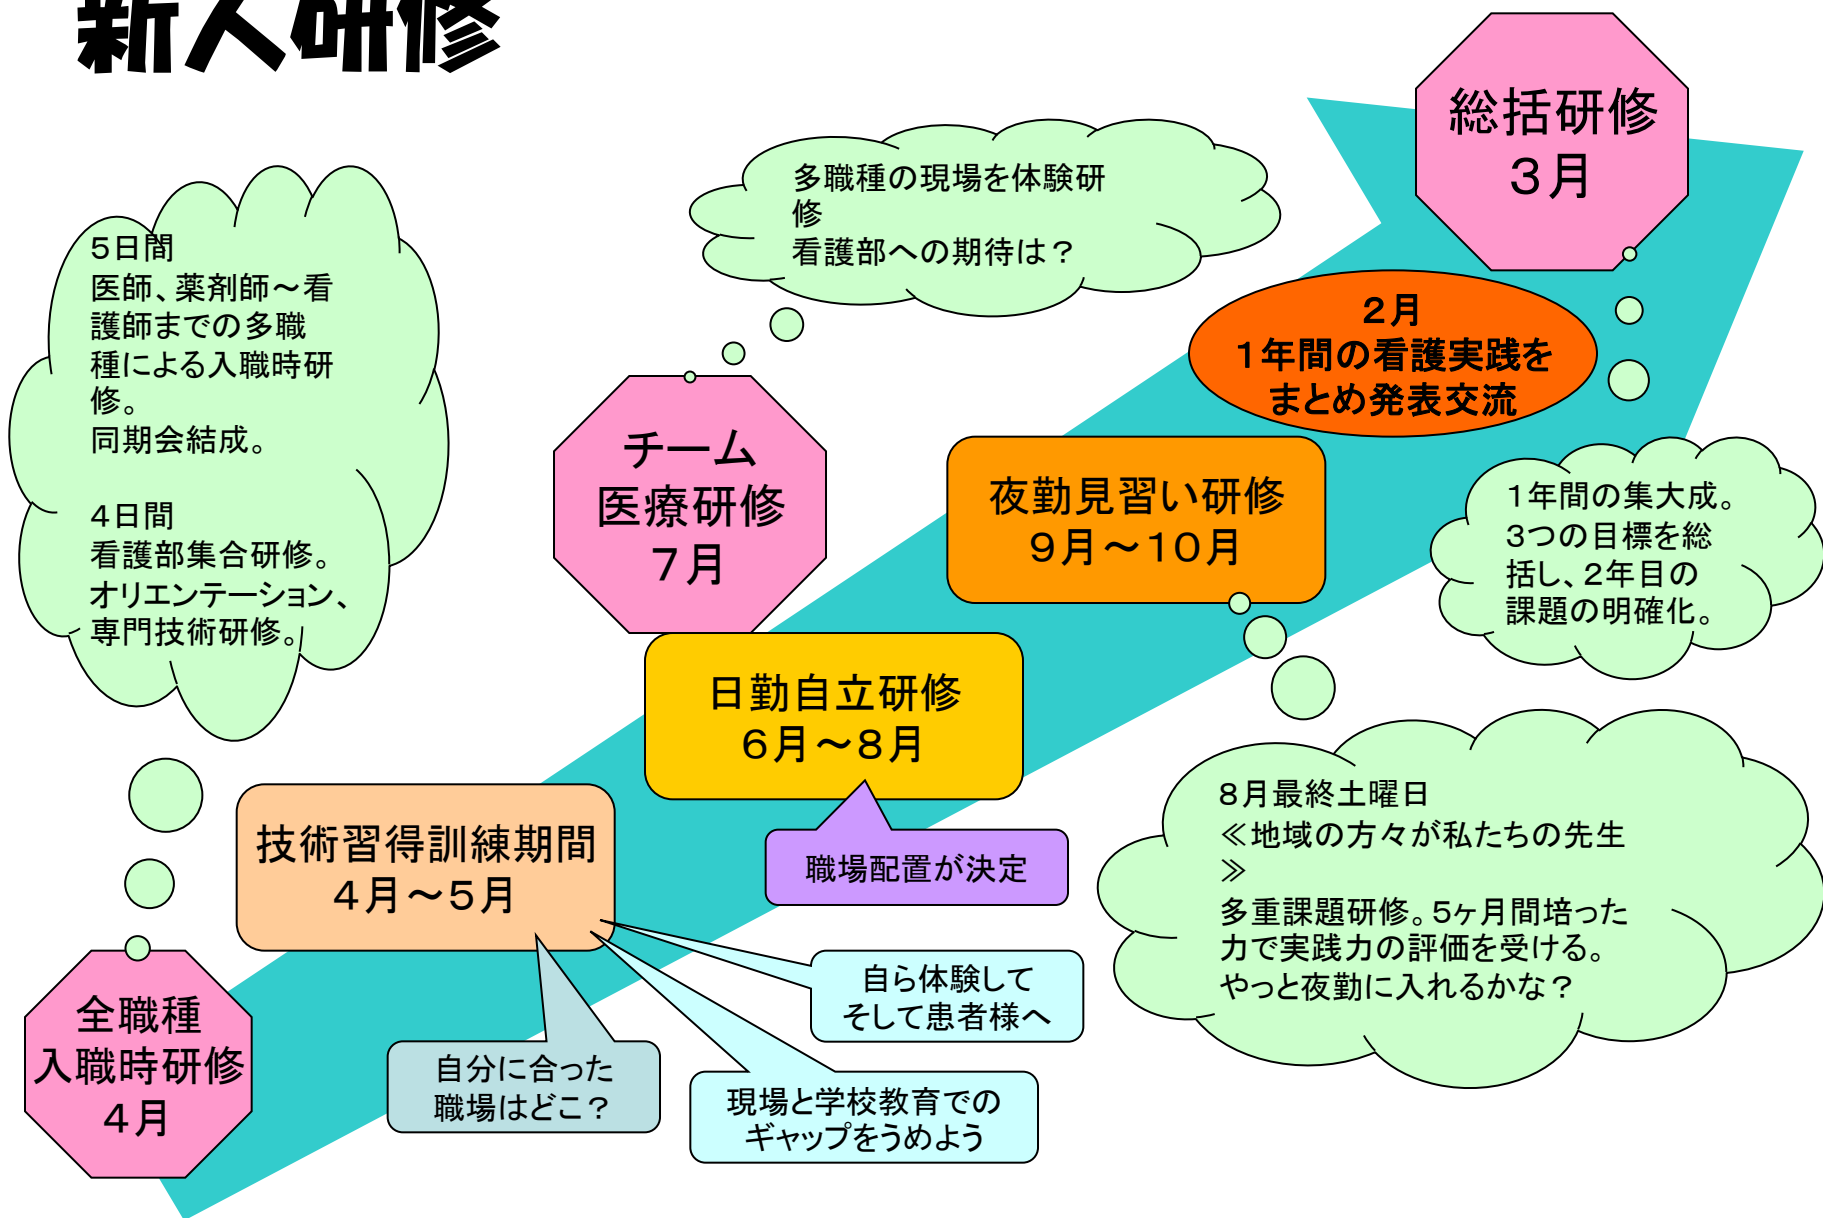 新人研修
総括研修
３月
多職種の現場を体験研
修
看護部への期待は？
５日間
医師、薬剤師～看
護師までの多職
種による入職時研
修。
同期会結成。
４日間
看護部集合研修。
オリエンテーション、
専門技術研修。
２月
１年間の看護実践を
まとめ発表交流
チーム
医療研修
７月
夜勤見習い研修
９月～１０月
１年間の集大成。
３つの目標を総
括し、２年目の
課題の明確化。
日勤自立研修
６月～８月
職場配置が決定
８月最終土曜日
≪地域の方々が私たちの先生
≫
多重課題研修。５ヶ月間培った
力で実践力の評価を受ける。
やっと夜勤に入れるかな？
技術習得訓練期間
４月～５月
自ら体験して
そして患者様へ
全職種
入職時研修
４月
自分に合った
職場はどこ？
現場と学校教育での
ギャップをうめよう